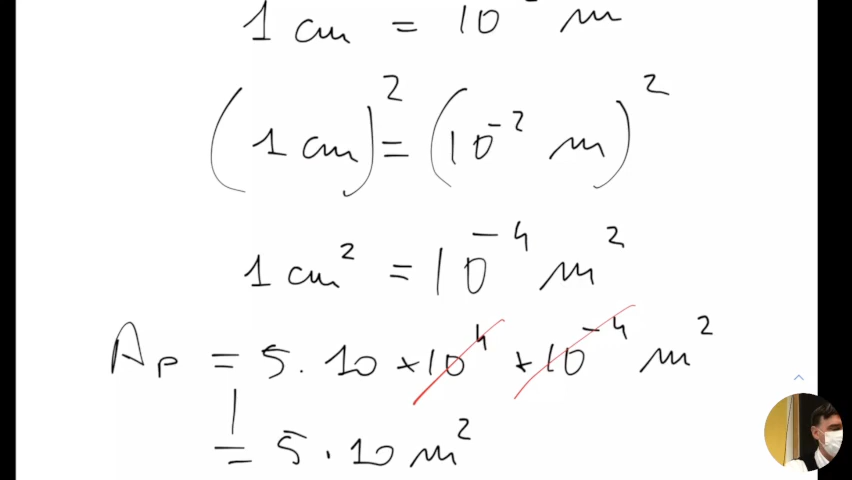 1 cm = 10 m
(1 cm)² = (10⁻² m)²
1 cm² = 10⁻⁴ m²
Aₚ = 5 . 10 × 10⁴ × 10⁻⁴ m²
= 5 . 10 m²